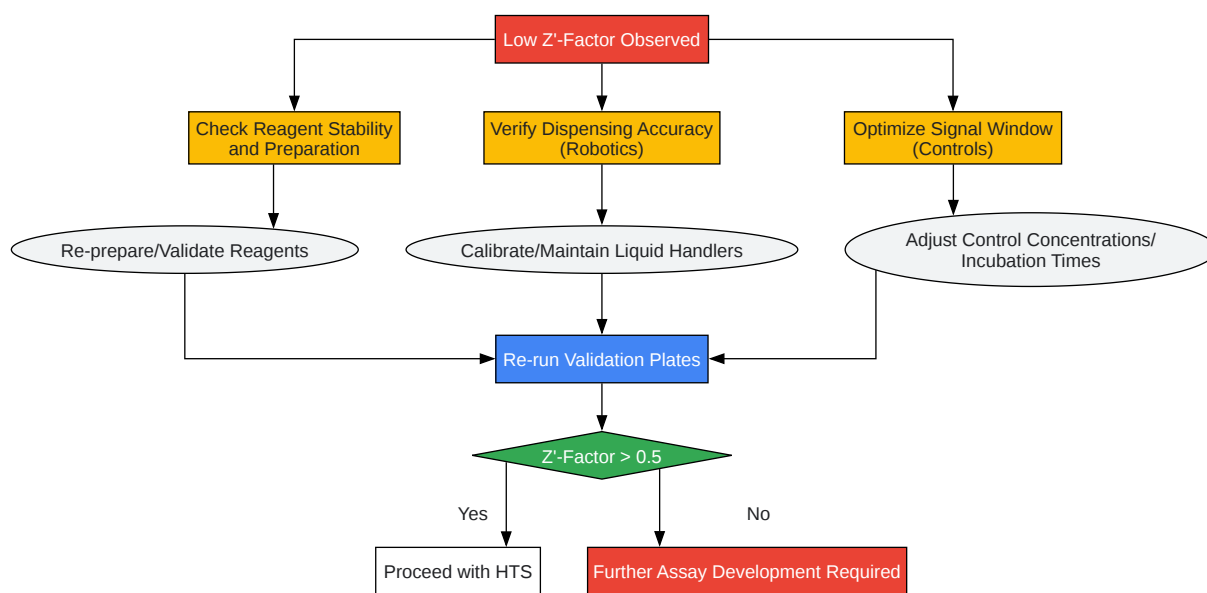 Low Z'-Factor Observed
Check Reagent Stability
and Preparation
Verify Dispensing Accuracy
(Robotics)
Optimize Signal Window
(Controls)
Re-prepare/Validate Reagents
Calibrate/Maintain Liquid Handlers
Adjust Control Concentrations/
Incubation Times
Re-run Validation Plates
Z'-Factor > 0.5
Yes
No
Proceed with HTS
Further Assay Development Required